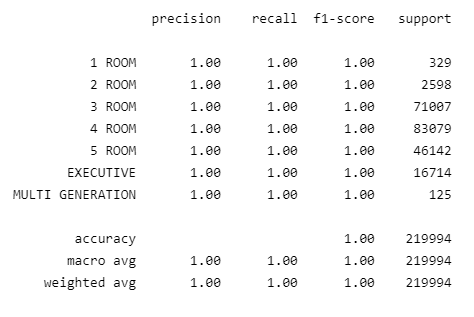 precision recall f1-score support
1 ROOM 1.00 1.00 1.00 329
2 ROOM 1.00 1.00 1.00 2598
3 ROOM 1.00 1.00 1.00 71007
4 ROOM 1.00 1.00 1.00 83079
5 ROOM 1.00 1.00 1.00 46142
EXECUTIVE 1.00 1.00 1.00 16714
MULTI GENERATION 1.00 1.00 1.00 125
accuracy 1.00 219994
macro avg 1.00 1.00 1.00 219994
weighted avg 1.00 1.00 1.00 219994